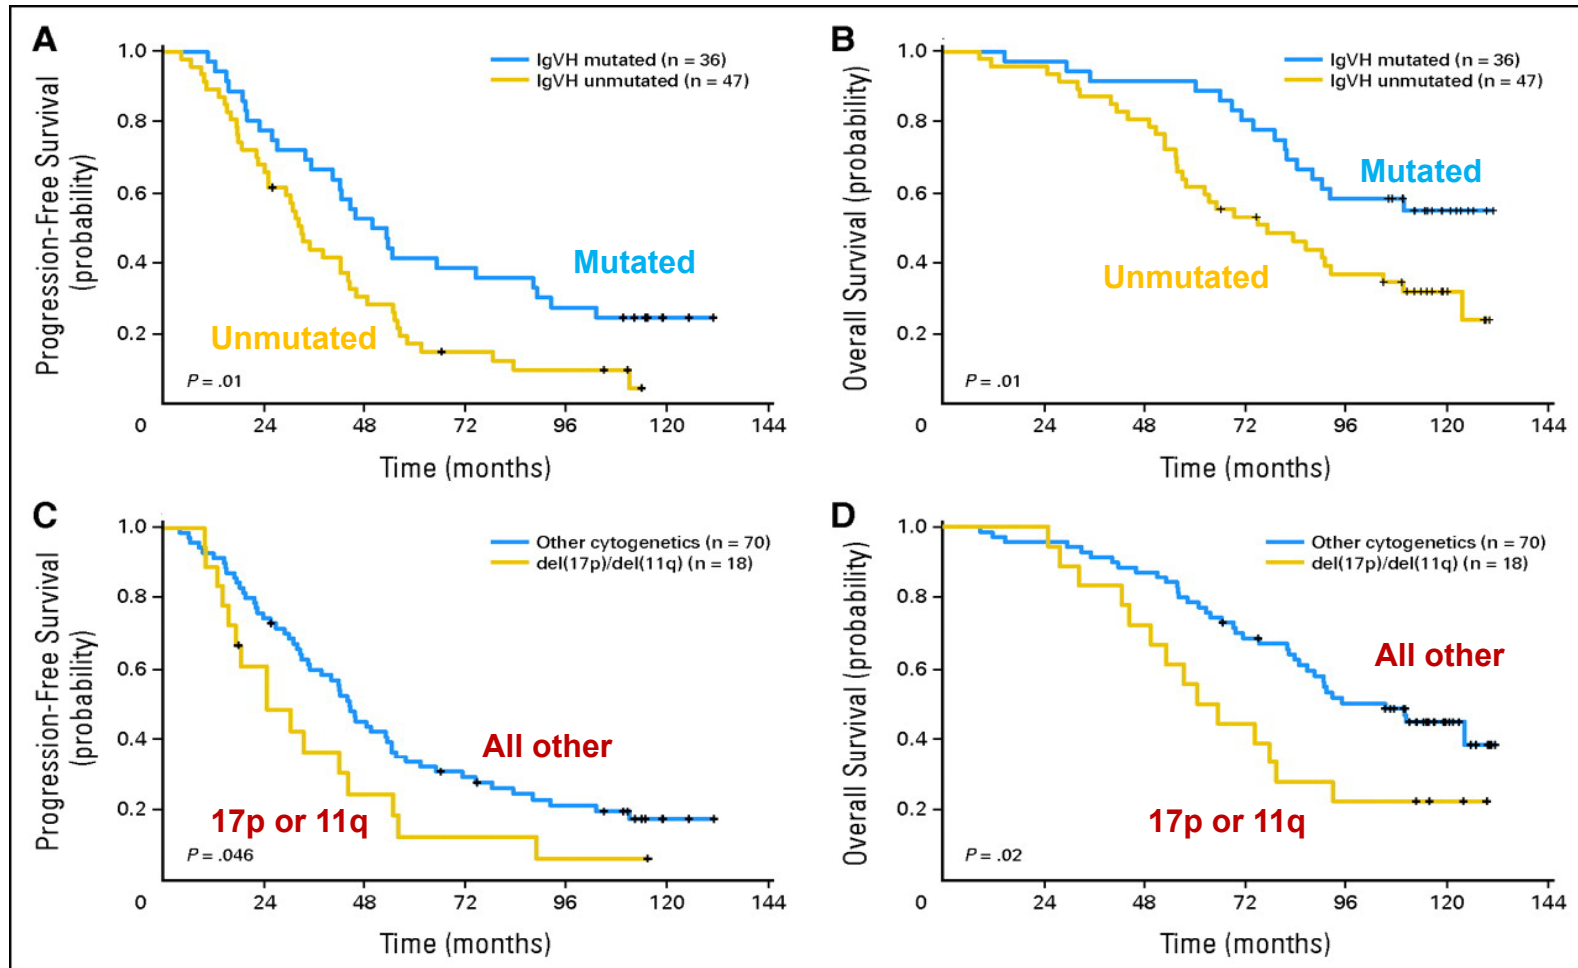 A
Progression-Free Survival
(probability)
1.0
0.8
0.6
0.4
0.2
0
24
48
72
96
120
144
Time (months)
IgVH mutated (n = 36)
IgVH unmutated (n = 47)
Mutated
Unmutated
P = .01
B
Overall Survival (probability)
1.0
0.8
0.6
0.4
0.2
0
24
48
72
96
120
144
Time (months)
IgVH mutated (n = 36)
IgVH unmutated (n = 47)
Mutated
Unmutated
P = .01
C
Progression-Free Survival
(probability)
1.0
0.8
0.6
0.4
0.2
0
24
48
72
96
120
144
Time (months)
Other cytogenetics (n = 70)
del(17p)/del(11q) (n = 18)
All other
17p or 11q
P = .046
D
Overall Survival (probability)
1.0
0.8
0.6
0.4
0.2
0
24
48
72
96
120
144
Time (months)
Other cytogenetics (n = 70)
del(17p)/del(11q) (n = 18)
All other
17p or 11q
P = .02